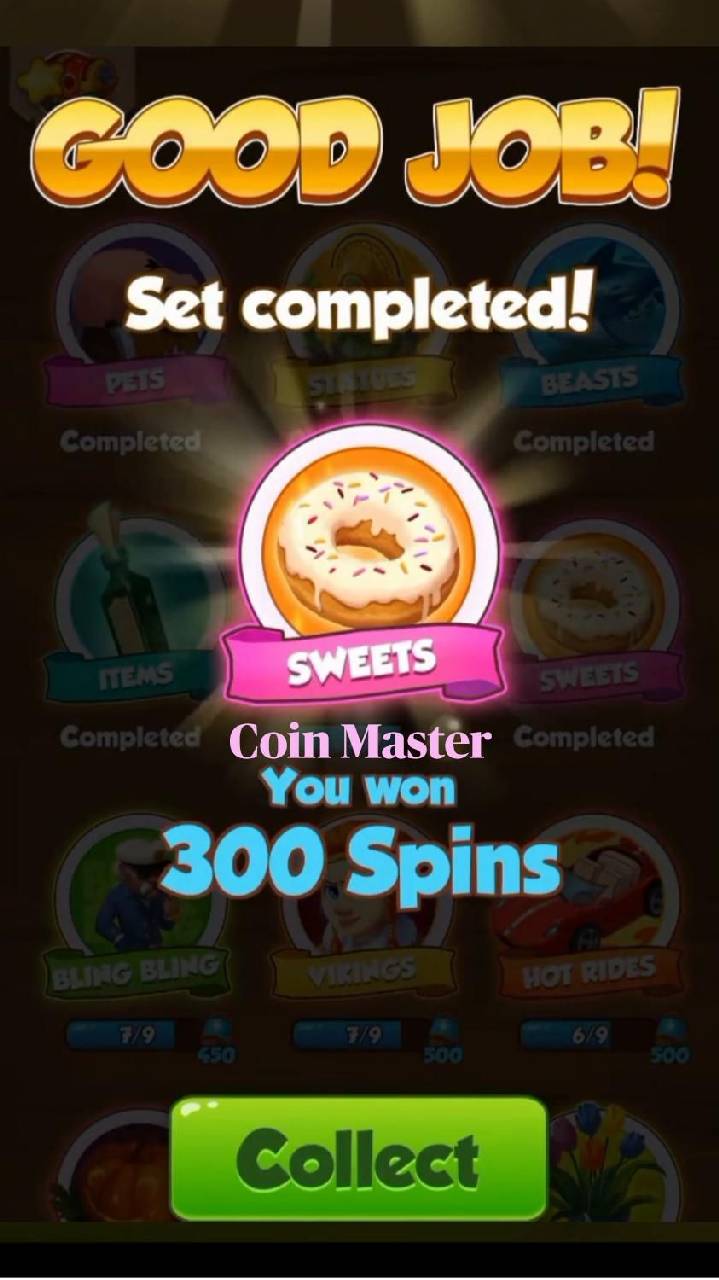 GOOD JOB!
Set completed!
PETS
STATUES
BEASTS
Completed
Completed
SWEETS
ITEMS
SWEETS
Completed
Completed
Coin Master
You won
300 Spins
BLING BLING
VIKINGS
HOT RIDES
7/9
7/9
6/9
450
500
500
Collect